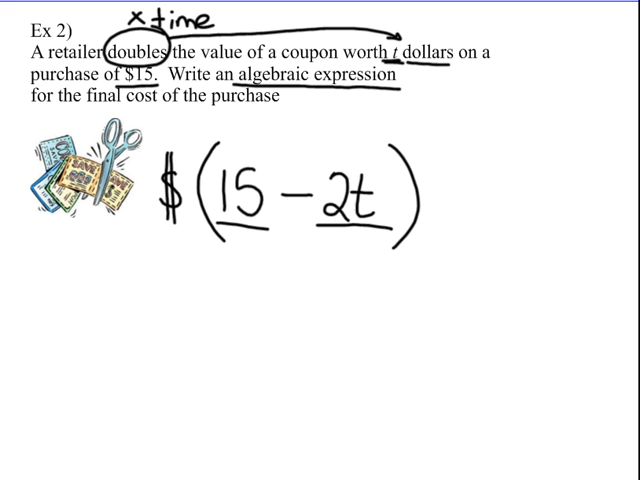 x time
Ex 2)
A retailer doubles the value of a coupon worth t dollars on a
purchase of $15. Write an algebraic expression
for the final cost of the purchase
SAVE
$(15 - 2t)